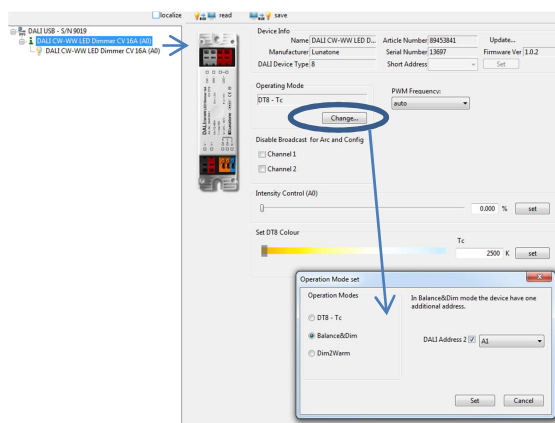 localize read save
DALI USB - S/N 9019
DALI CW-WW LED Dimmer CV 16A (A0)
DALI CW-WW LED Dimmer CV 16A (A0)
Device Info
Name DALI CW-WW LED D... Article Number 89453841 Update...
Manufacturer Lunatone Serial Number 13697 Firmware Ver 1.0.2
DALI Device Type 8 Short Address Set
Operating Mode
DT8 - Tc
Change...
PWM Frequency:
auto
Disable Broadcast for Arc and Config
Channel 1
Channel 2
Intensity Control (A0)
0.000 % set
Set DT8 Colour
Tc
2500 K set
Operation Mode set
Operation Modes
DT8 - Tc
Balance&Dim
Dim2Warm
In Balance&Dim mode the device have one
additional address.
DALI Address 2 A1
Set Cancel